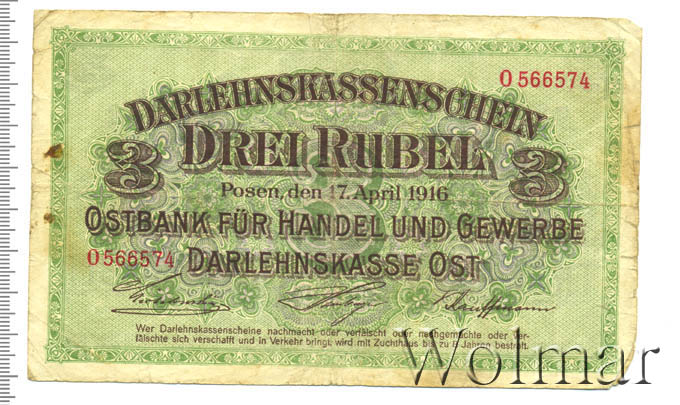 O 566574
DARLEHNSKASSENSCHEIN
3 DREI RUBEL 3
Posen, den 17. April 1916
OSTBANK FÜR HANDEL UND GEWERBE
O 566574 DARLEHNSKASSE OST
Wer Darlehnskassenscheine nachmacht oder verfälscht oder nachgemachte oder ver-
fälschte sich verschafft und in Verkehr bringt, wird mit Zuchthaus bis zu 8 Jahren bestraft.
Wolmar